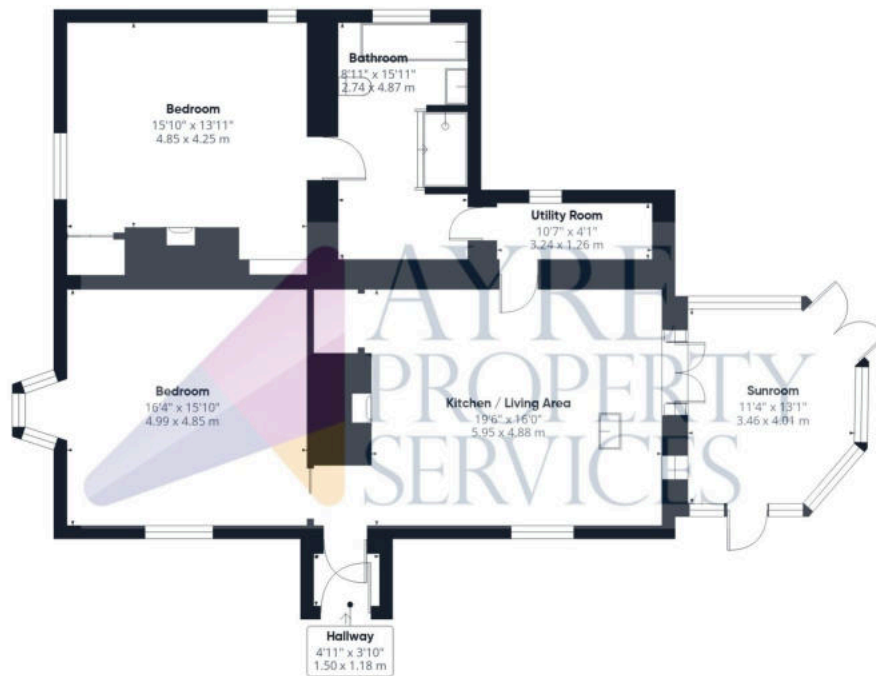 Bathroom
8'11" x 15'11"
2.74 x 4.87 m
Bedroom
15'10" x 13'11"
4.85 x 4.25 m
Utility Room
10'7" x 4'1"
3.24 x 1.26 m
AYRE
PROPERTY
SERVICES
Bedroom
16'4" x 15'10"
4.99 x 4.85 m
Kitchen / Living Area
19'6" x 16'0"
5.95 x 4.88 m
Sunroom
11'4" x 13'1"
3.46 x 4.01 m
Hallway
4'11" x 3'10"
1.50 x 1.18 m